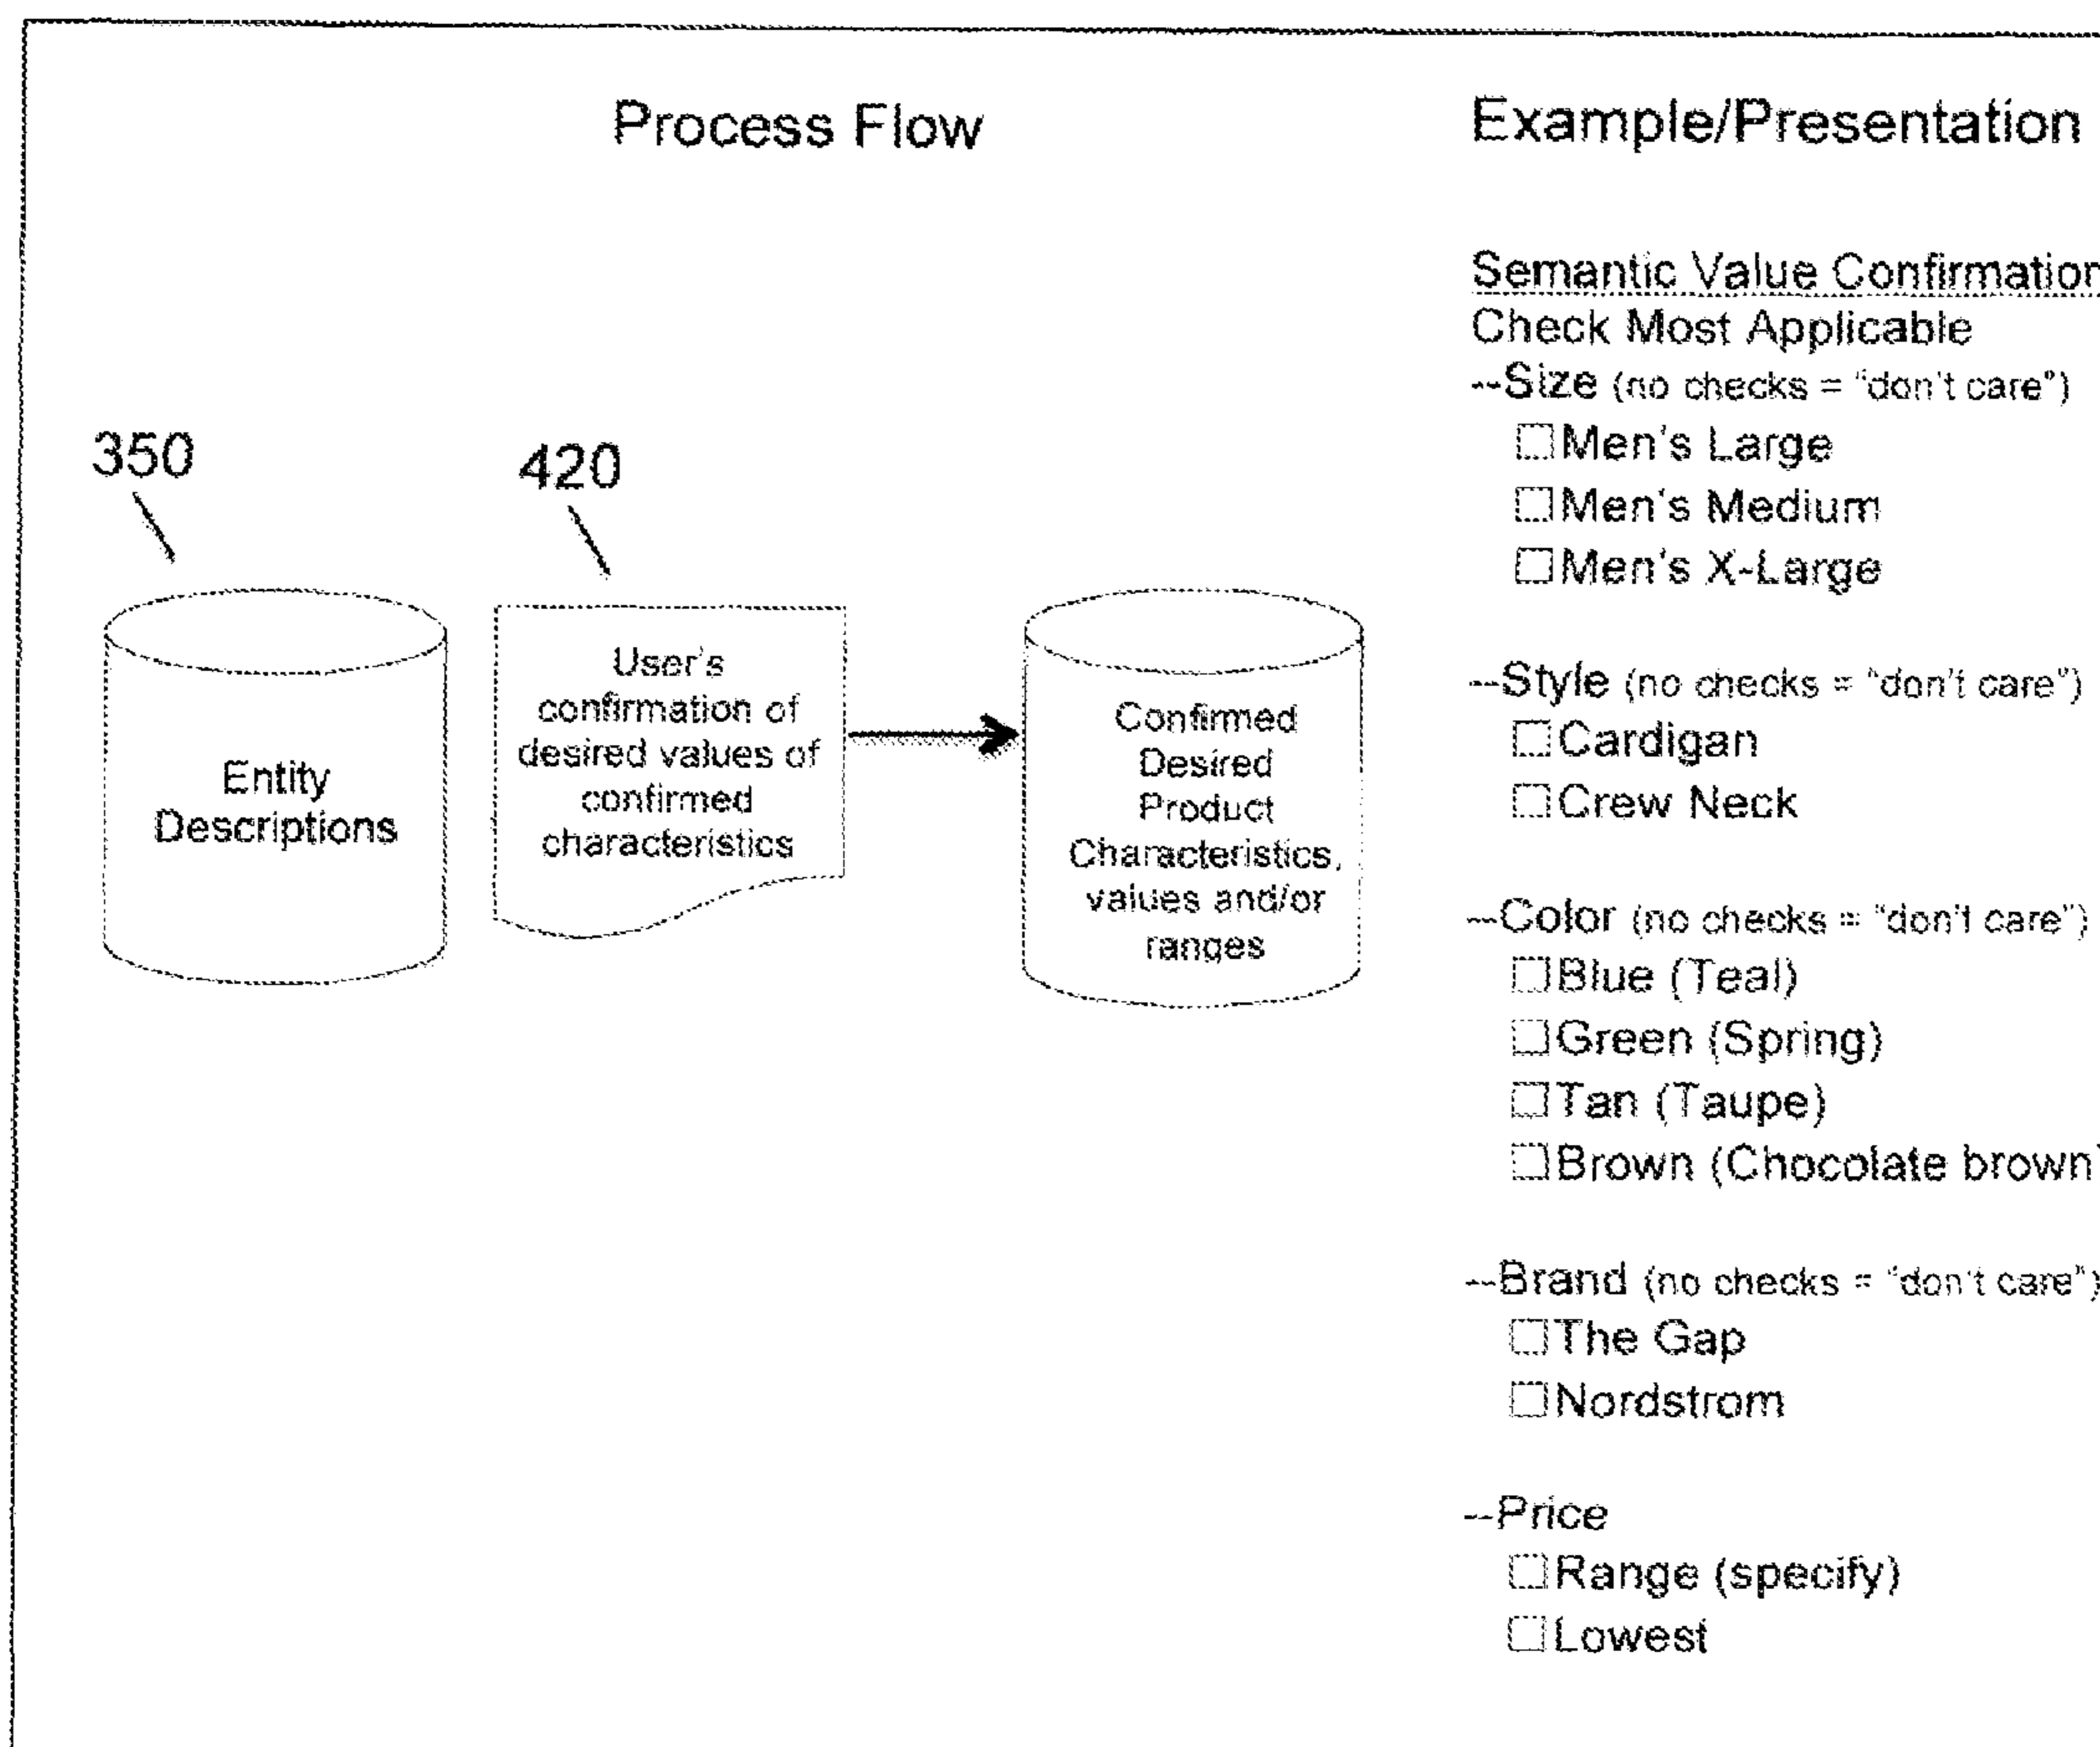 Process Flow
Example/Presentation
350
420
Entity
Descriptions
User's
confirmation of
desired values of
confirmed
characteristics
Confirmed
Desired
Product
Characteristics,
values and/or
ranges
Semantic Value Confirmation
Check Most Applicable
--Size (no checks = "don't care")
Men's Large
Men's Medium
Men's X-Large
--Style (no checks = "don't care")
Cardigan
Crew Neck
--Color (no checks = "don't care")
Blue (Teal)
Green (Spring)
Tan (Taupe)
Brown (Chocolate brown)
--Brand (no checks = "don't care")
The Gap
Nordstrom
--Price
Range (specify)
Lowest